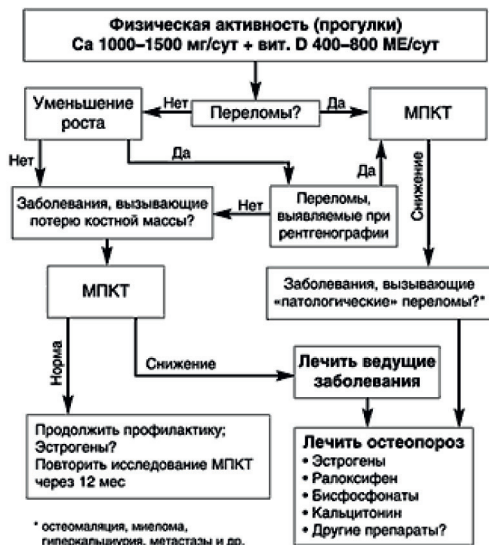 Физическая активность (прогулки)
Ca 1000–1500 мг/сут + вит. D 400–800 МЕ/сут
Уменьшение
роста
Нет
Переломы?
Да
МПКТ
Нет
Да
Да
Снижение
Заболевания, вызывающие
потерю костной массы?
Нет
Переломы,
выявляемые при
рентгенографии
МПКТ
Заболевания, вызывающие
«патологические» переломы?*
Норма
Снижение
Лечить ведущие
заболевания
Продолжить профилактику;
Эстрогены?
Повторить исследование МПКТ
через 12 мес
Лечить остеопороз
• Эстрогены
• Ралоксифен
• Бисфосфонаты
• Кальцитонин
• Другие препараты?
* остеомаляция, миелома,
гиперкальциурия, метастазы и др.